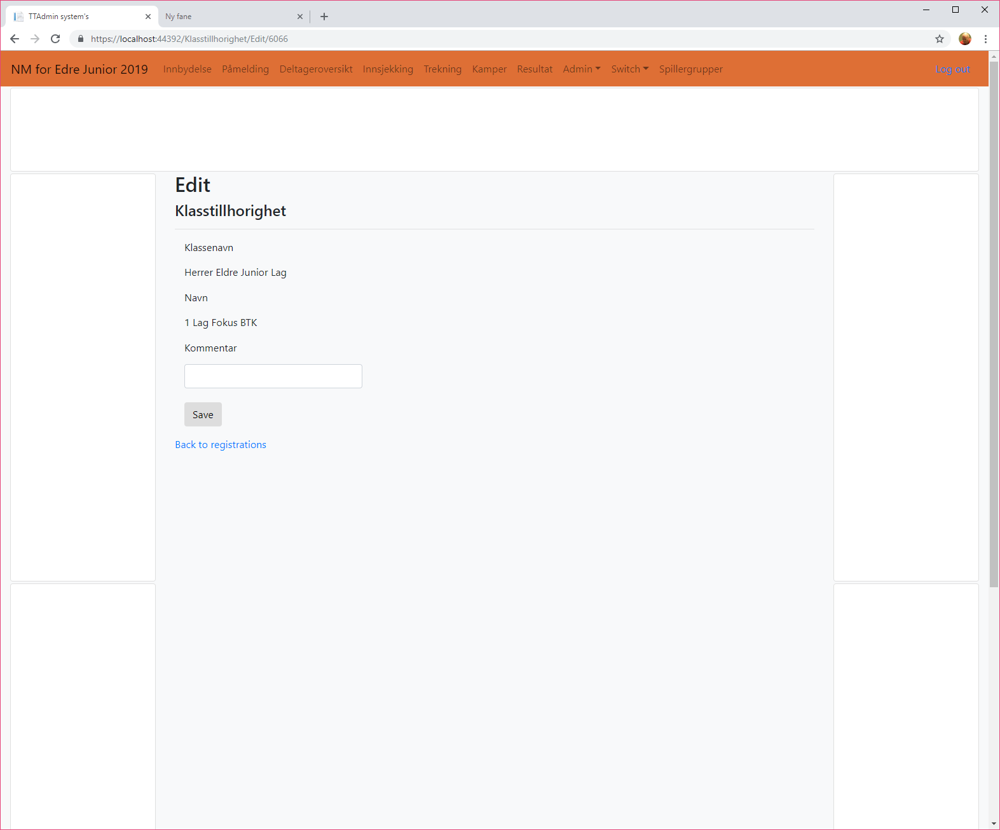 TTAdmin system's
Ny fane
https://localhost:44392/Klasstillhorighet/Edit/6066
NM for Edre Junior 2019 Innbydelse Påmelding Deltageroversikt Innsjekking Trekning Kamper Resultat Admin Switch Spillergrupper Log out
Edit
Klasstillhorighet
Klassenavn
Herrer Eldre Junior Lag
Navn
1 Lag Fokus BTK
Kommentar
Save
Back to registrations